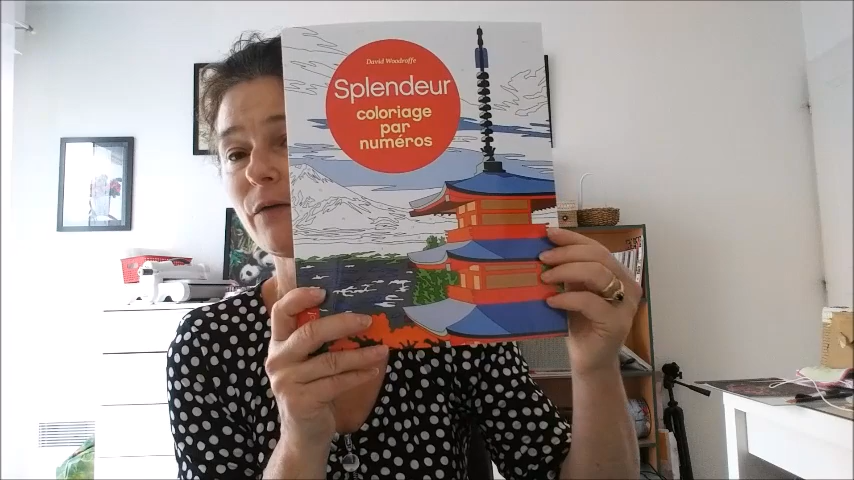 David Woodroffe
Splendeur
coloriage
par
numéros